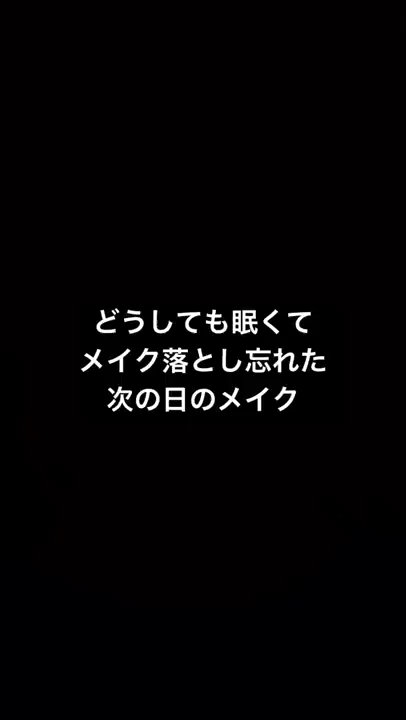 どうしても眠くて
メイク落とし忘れた
次の日のメイク